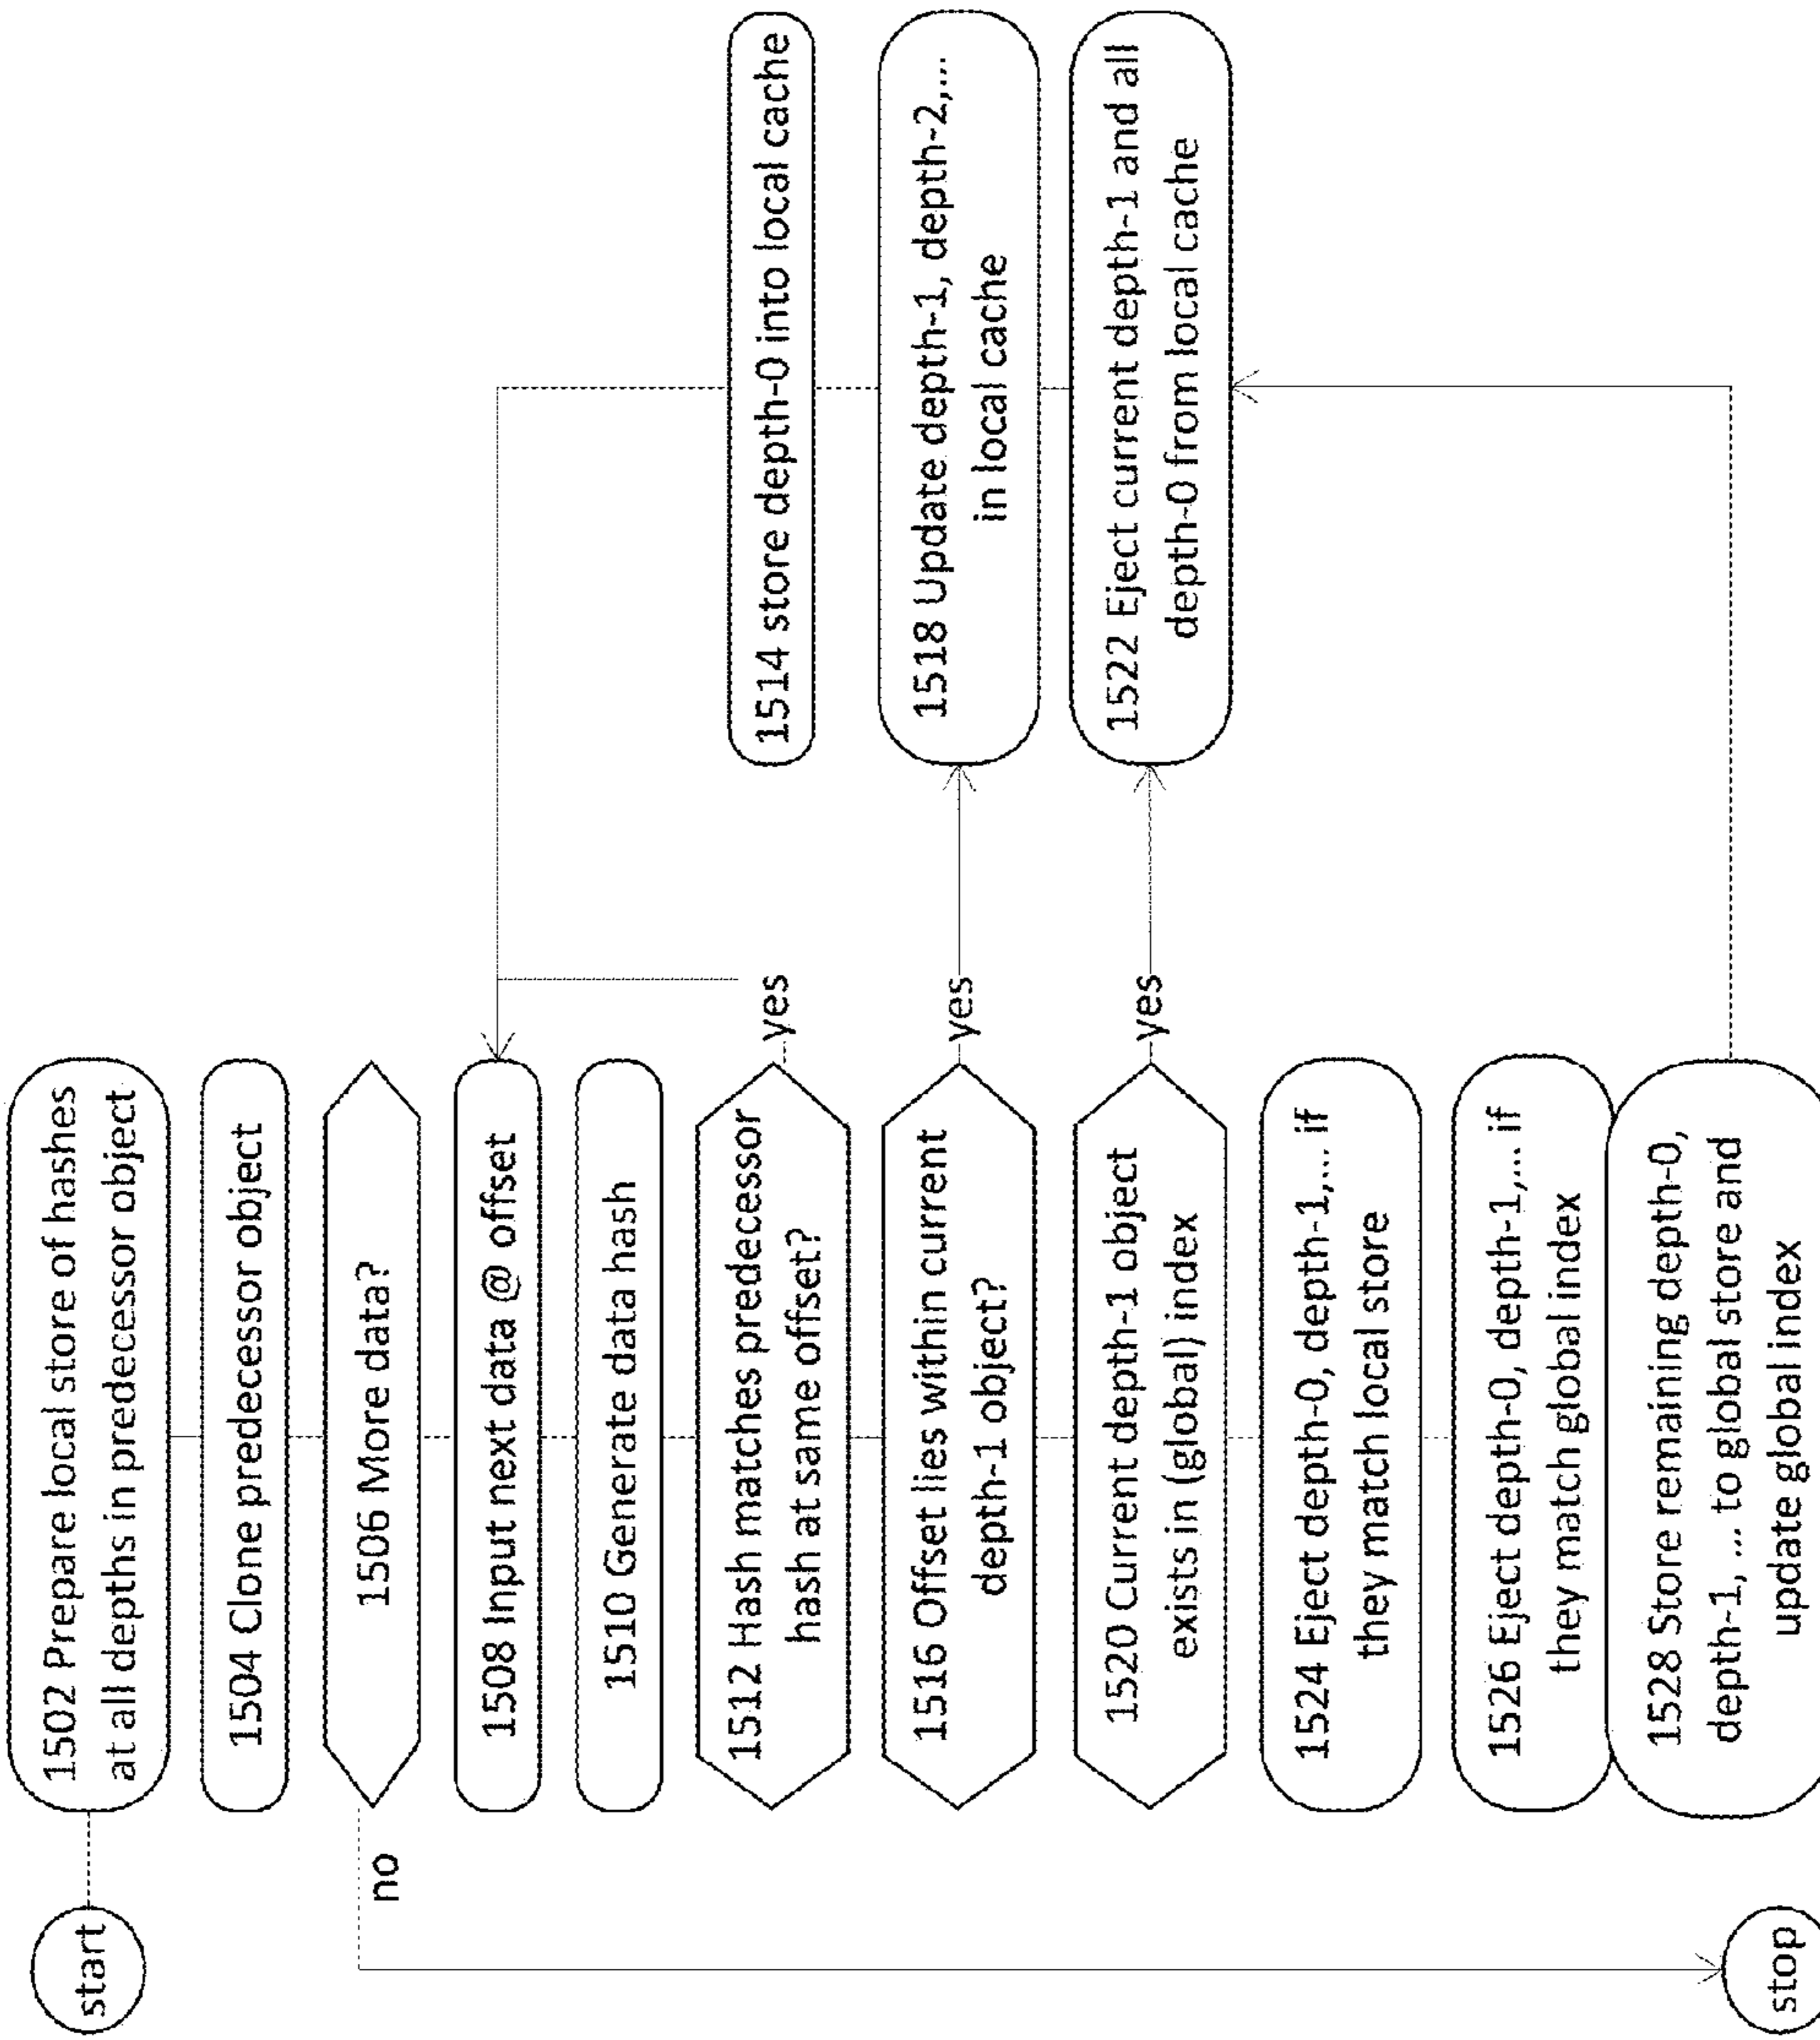 start
1502 Prepare local store of hashes
at all depths in predecessor object
1504 Clone predecessor object
1506 More data?
no
1508 Input next data @ offset
1510 Generate data hash
1512 Hash matches predecessor
hash at same offset?
yes
1514 store depth-0 into local cache
1516 Offset lies within current
depth-1 object?
yes
1518 Update depth-1, depth-2,...
in local cache
1520 Current depth-1 object
exists in (global) index
yes
1522 Eject current depth-1 and all
depth-0 from local cache
1524 Eject depth-0, depth-1,... if
they match local store
1526 Eject depth-0, depth-1,... if
they match global index
1528 Store remaining depth-0,
depth-1, ... to global store and
update global index
stop